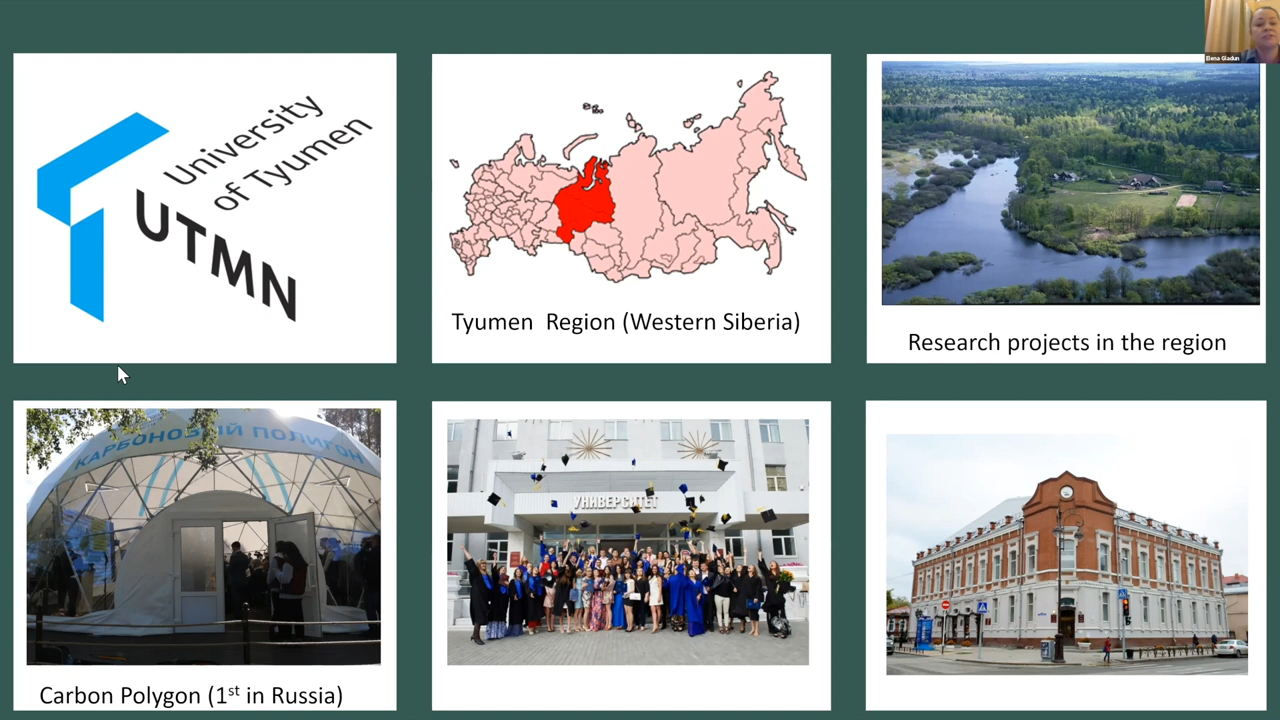 Elena Gladun
University
of Tyumen
UTMN
Tyumen Region (Western Siberia)
Research projects in the region
КАРБОНОВЫЙ ПОЛИГОН
Carbon Polygon (1st in Russia)
УНИВЕРСИТЕТ